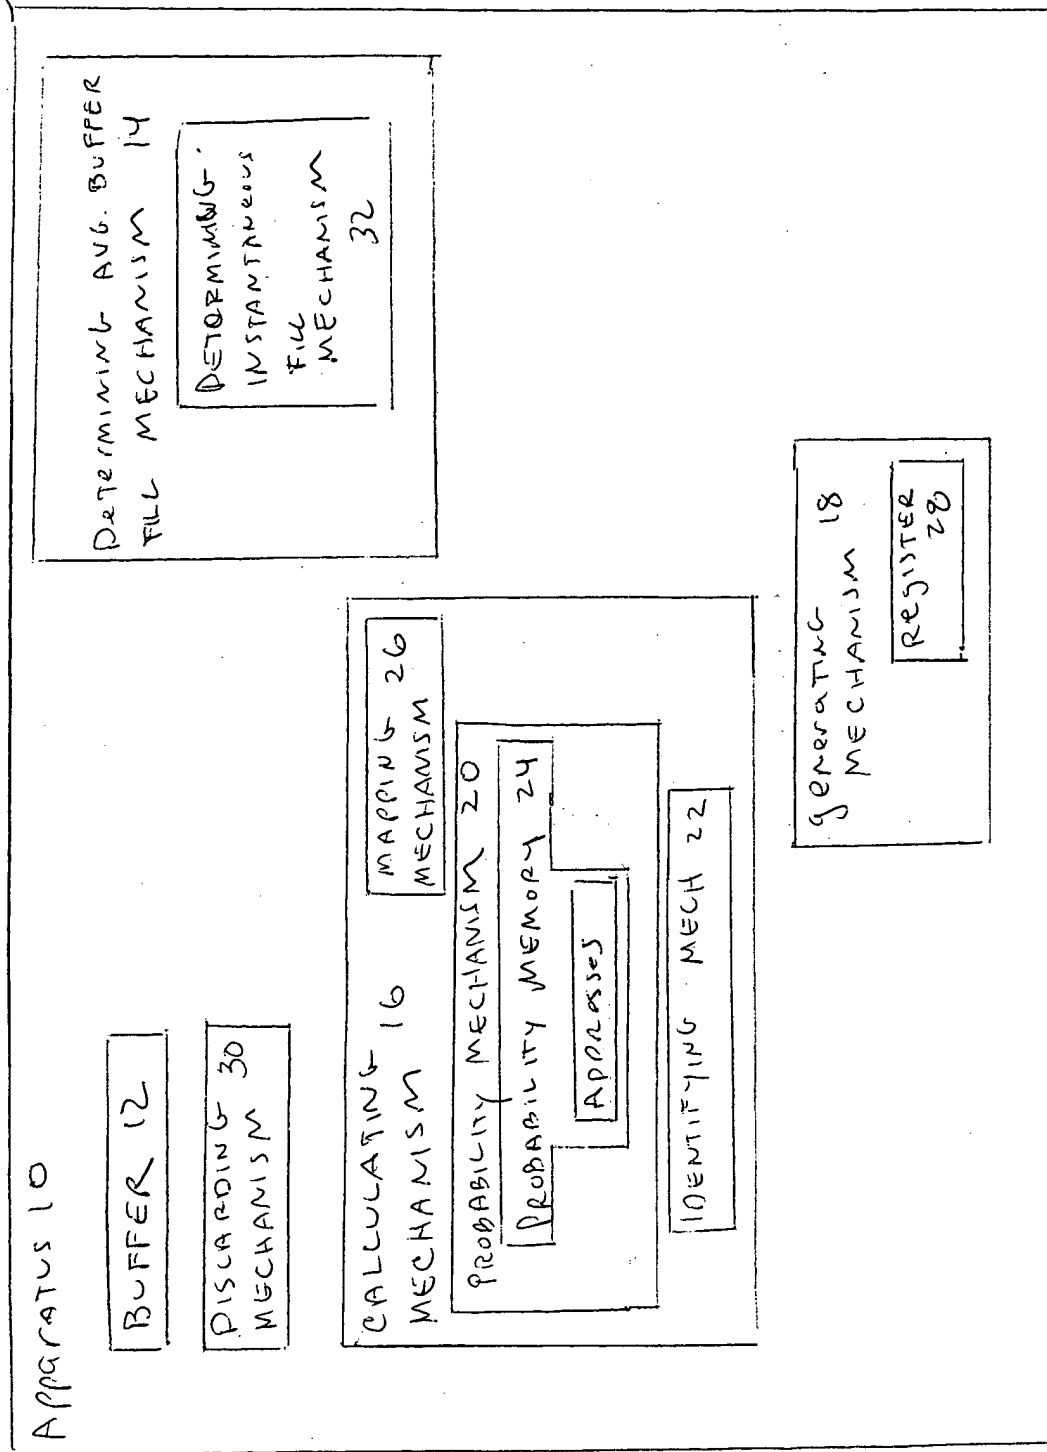 Apparatus 10
BUFFER 12
DISCARDING 30
MECHANISM
CALCULATING 16
MECHANISM
MAPPING 26
MECHANISM
PROBABILITY MECHANISM 20
PROBABILITY MEMORY 24
ADDRESSES
IDENTIFYING MECH 22
DETERMINING AVG. BUFFER
FILL MECHANISM 14
DETERMINING
INSTANTANEOUS
FILL
MECHANISM
32
generating
MECHANISM 18
REGISTER
28